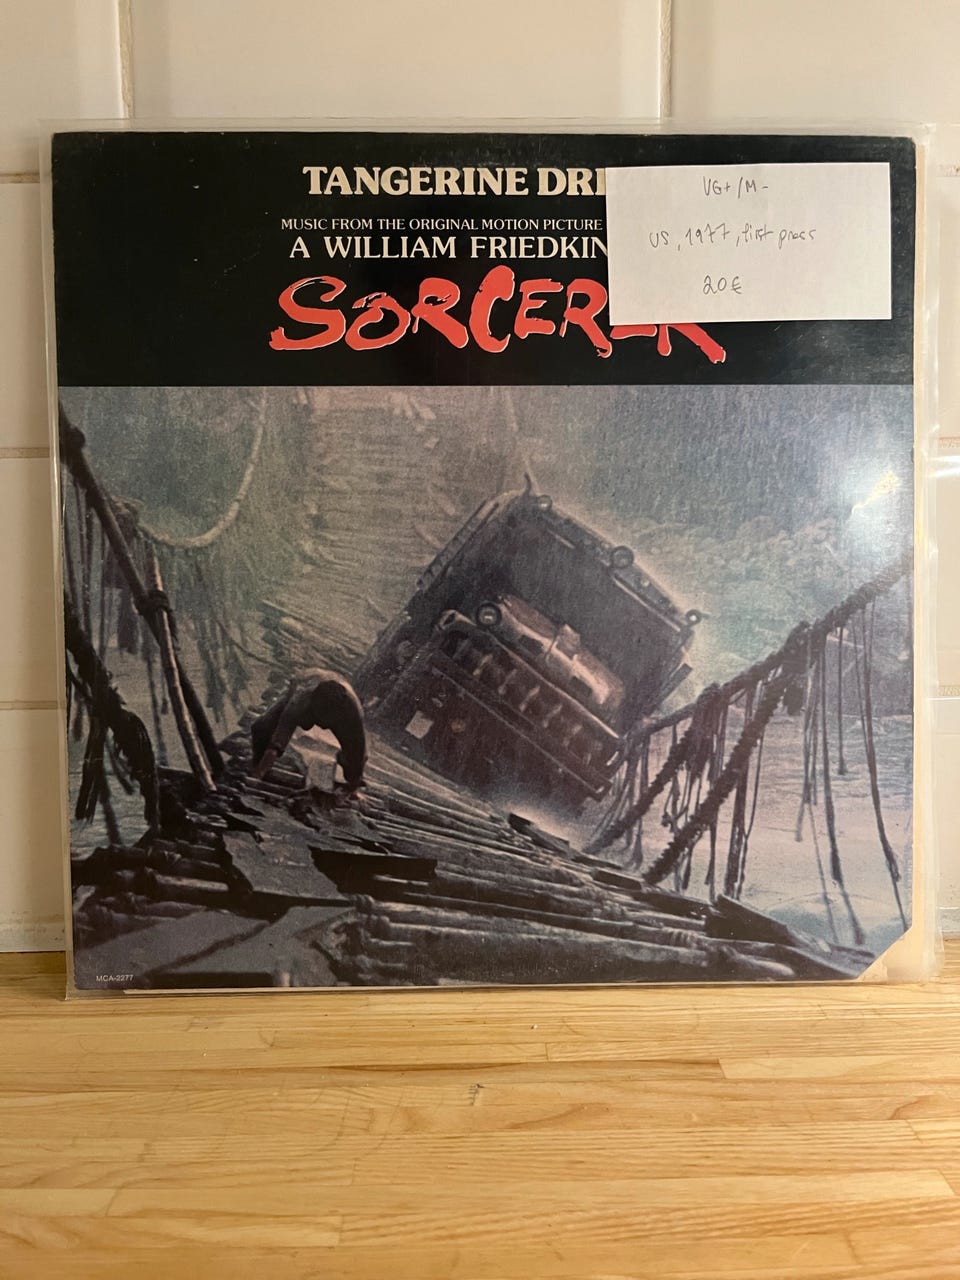 TANGERINE DRE
MUSIC FROM THE ORIGINAL MOTION PICTURE
A WILLIAM FRIEDKIN
SORCERER
VG+/M-
US, 1977, first press
20€
MCA-2277